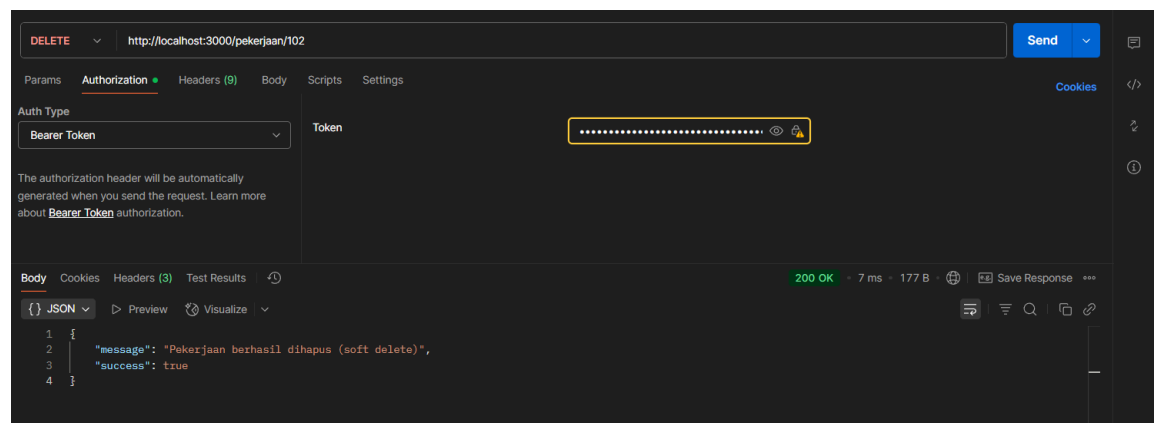 DELETE http://localhost:3000/pekerjaan/102 Send
Params Authorization Headers (9) Body Scripts Settings Cookies
Auth Type
Bearer Token
Token
The authorization header will be automatically
generated when you send the request. Learn more
about Bearer Token authorization.
Body Cookies Headers (3) Test Results 200 OK 7 ms 177 B e.g. Save Response
{} JSON Preview Visualize
1 {
2 "message": "Pekerjaan berhasil dihapus (soft delete)",
3 "success": true
4 }